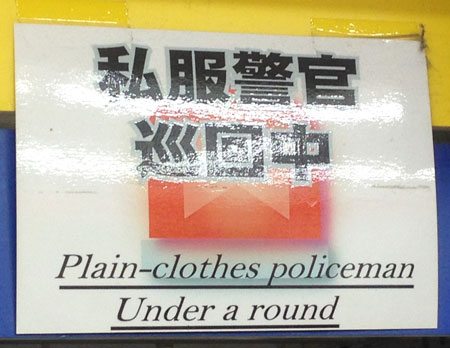 私服警官
巡回中
Plain-clothes policeman
Under a round